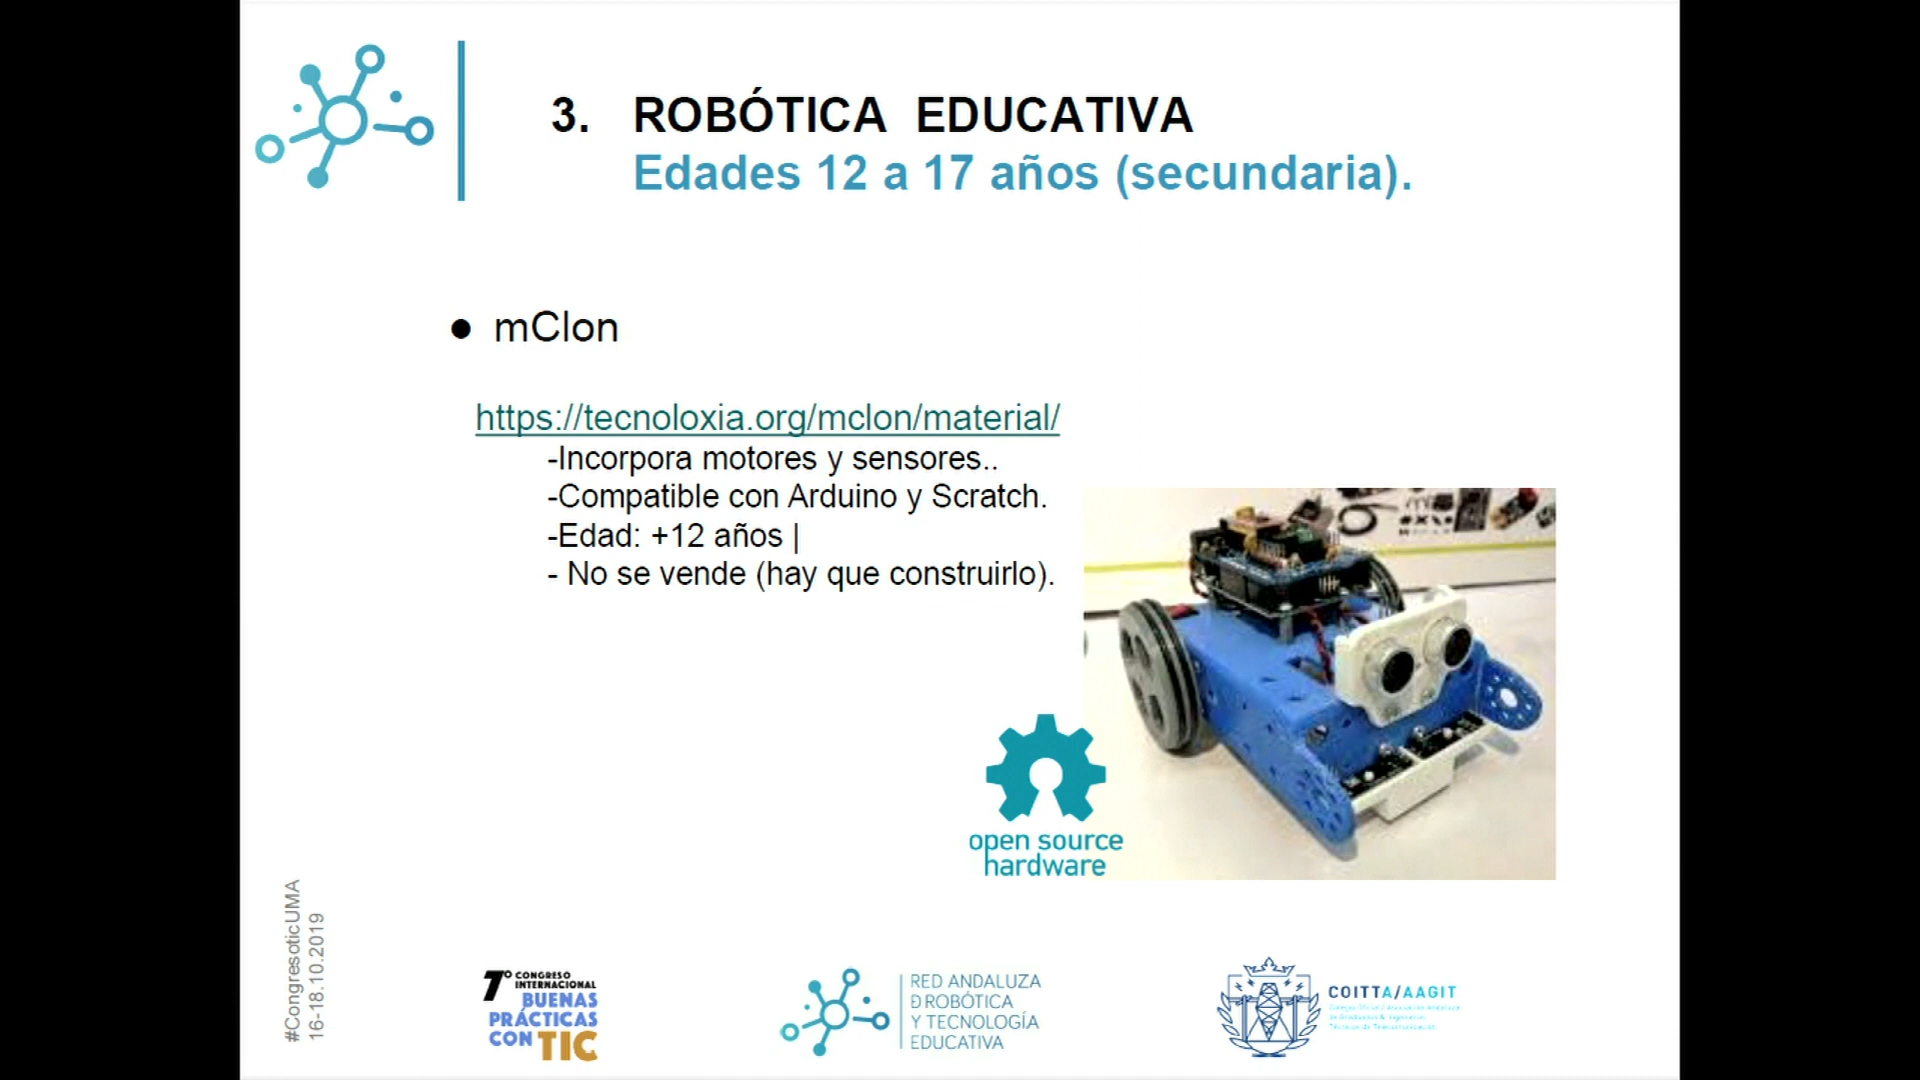 3. ROBÓTICA EDUCATIVA
Edades 12 a 17 años (secundaria).
● mClon
https://tecnoloxia.org/mclon/material/
-Incorpora motores y sensores..
-Compatible con Arduino y Scratch.
-Edad: +12 años |
- No se vende (hay que construirlo).
open source
hardware
#CongresoticUMA
16-18.10.2019
7º CONGRESO
INTERNACIONAL
BUENAS
PRÁCTICAS
CON TIC
RED ANDALUZA
D ROBÓTICA
Y TECNOLOGÍA
EDUCATIVA
COITTA/AAGIT